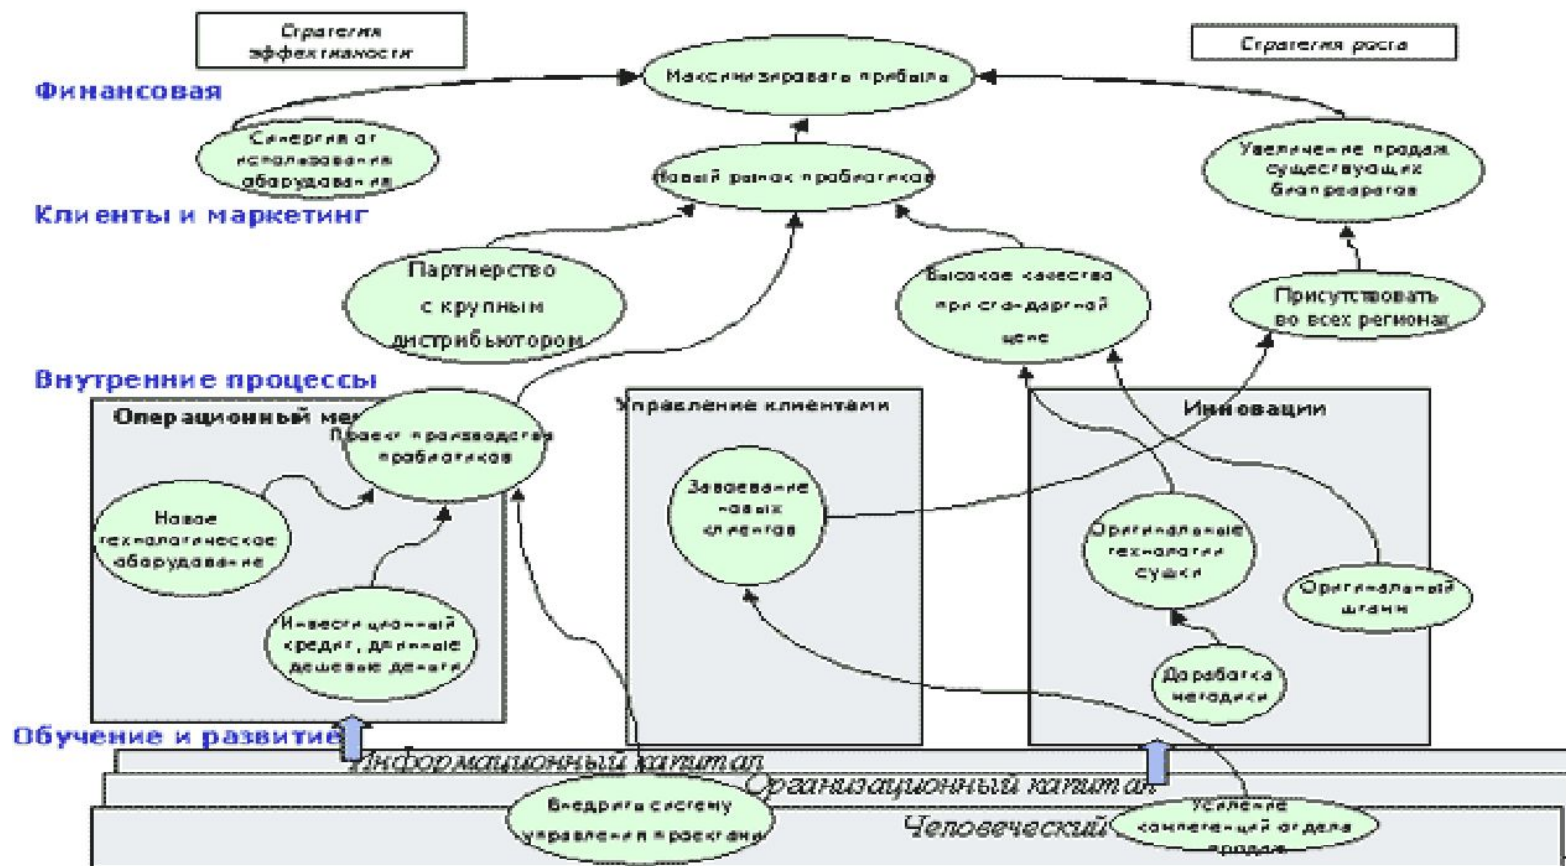 Стратегия
эффективности
Стратегия роста
Максимизировать прибыль
Финансовая
Синергия от
использования
оборудования
Новый рынок пробиотиков
Увеличение продаж
существующих
Клиенты и маркетинг
Партнерство
с крупным
дистрибьютором
Высокое качество
при стандартной
цене
Присутствовать
во всех регионах
Внутренние процессы
Операционный ме
Управление клиентами
Инновации
Проект производства
пробиотиков
Завоевание
новых
клиентов
Новое
технологическое
оборудование
Оригинальные
технологии
сушки
Оригинальный
штамм
Инвестиционный
кредит, длинные
дешевые деньги
Доработка
методики
Обучение и развитие
Информационный капитал
Организационный капитал
Человеческий
Внедрить систему
управления проектами
Усиление
компетенций отдела
продаж